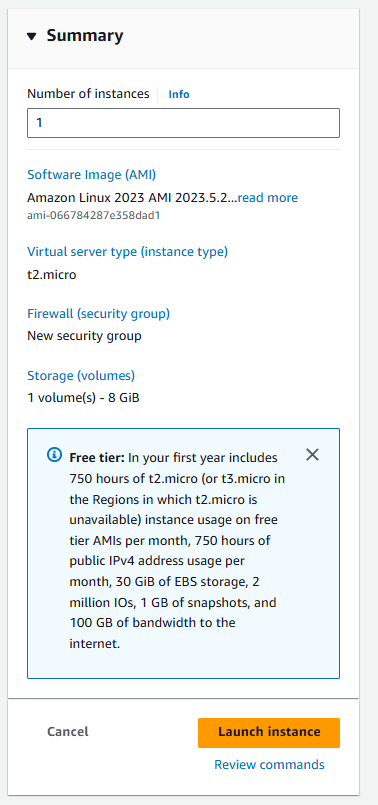 Summary
Number of instances Info
1
Software Image (AMI)
Amazon Linux 2023 AMI 2023.5.2...read more
ami-066784287e358dad1
Virtual server type (instance type)
t2.micro
Firewall (security group)
New security group
Storage (volumes)
1 volume(s) - 8 GiB
Free tier: In your first year includes
750 hours of t2.micro (or t3.micro in
the Regions in which t2.micro is
unavailable) instance usage on free
tier AMIs per month, 750 hours of
public IPv4 address usage per
month, 30 GiB of EBS storage, 2
million IOs, 1 GB of snapshots, and
100 GB of bandwidth to the
internet.
Cancel
Launch instance
Review commands